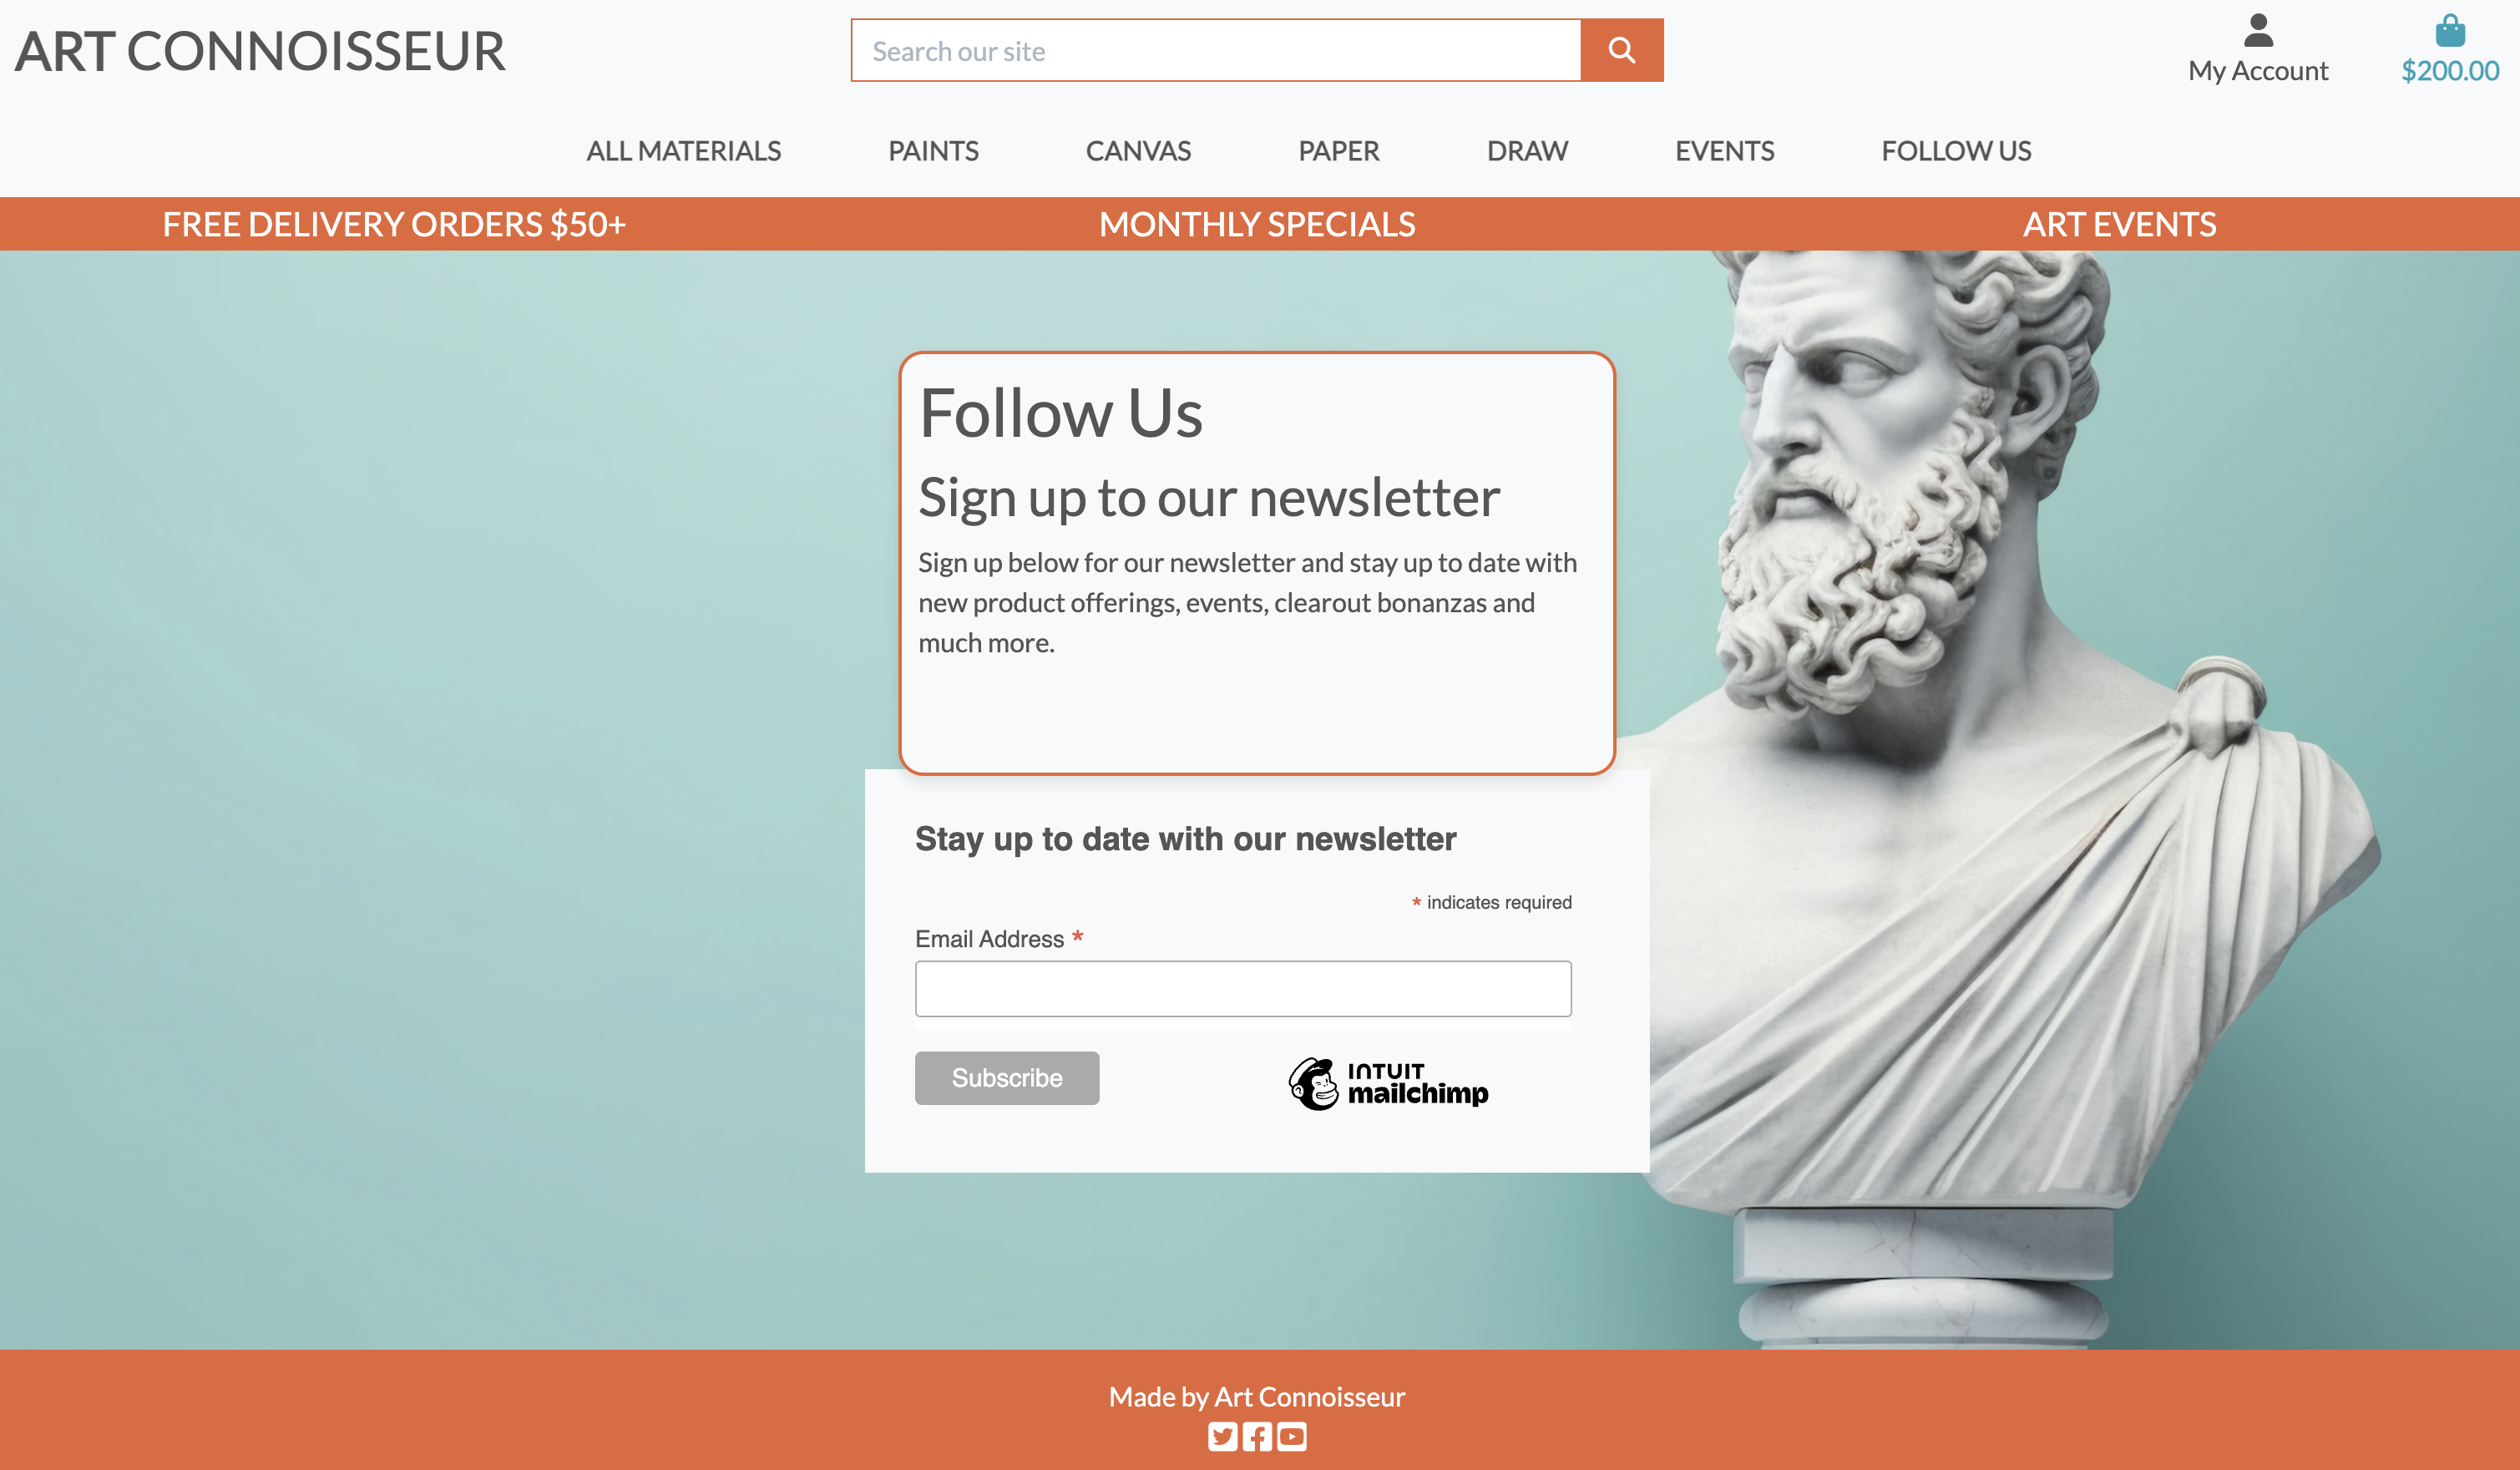 ART CONNOISSEUR
Search our site
My Account
$200.00
ALL MATERIALS
PAINTS
CANVAS
PAPER
DRAW
EVENTS
FOLLOW US
FREE DELIVERY ORDERS $50+
MONTHLY SPECIALS
ART EVENTS
Follow Us
Sign up to our newsletter
Sign up below for our newsletter and stay up to date with
new product offerings, events, clearout bonanzas and
much more.
Stay up to date with our newsletter
* indicates required
Email Address *
Subscribe
INTUIT
mailchimp
Made by Art Connoisseur